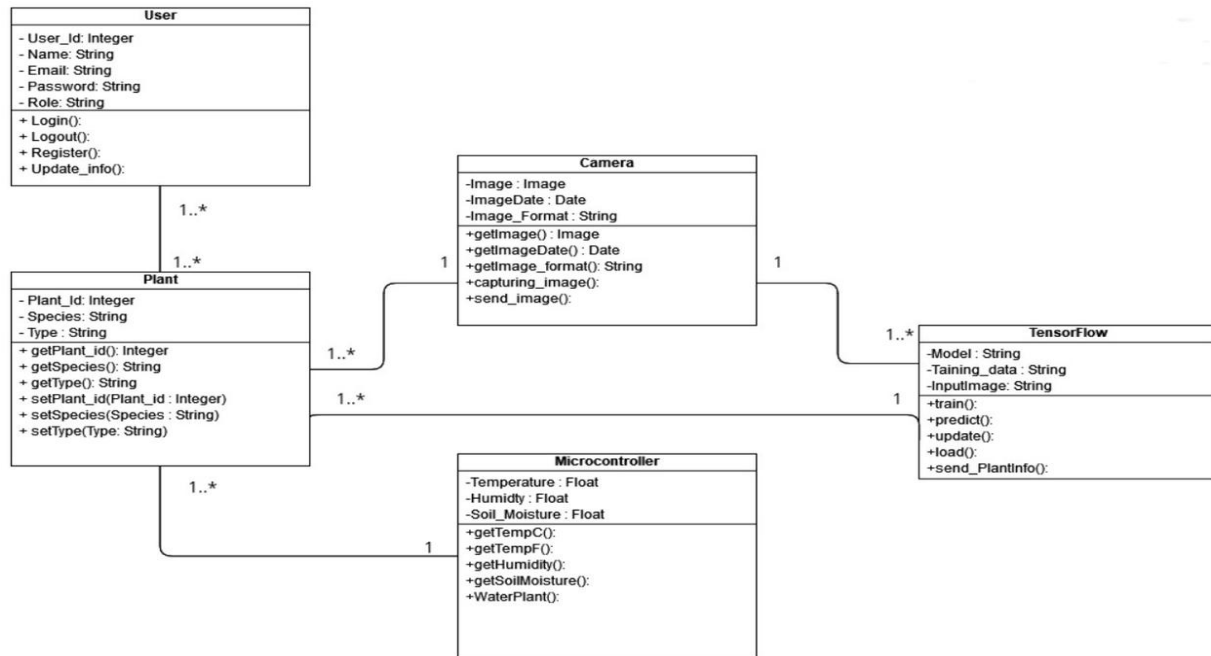 User
- User_Id: Integer
- Name: String
- Email: String
- Password: String
- Role: String
+ Login():
+ Logout():
+ Register():
+ Update_info():
1..*
1..*
Plant
- Plant_Id: Integer
- Species: String
- Type : String
+ getPlant_id(): Integer
+ getSpecies(): String
+ getType(): String
+ setPlant_id(Plant_id : Integer)
+ setSpecies(Species : String)
+ setType(Type: String)
1..*
1
Camera
-Image : Image
-ImageDate : Date
-Image_Format : String
+getImage() : Image
+getImageDate() : Date
+getImage_format(): String
+capturing_image():
+send_image():
1
1..*
1..*
1
TensorFlow
-Model : String
-Taining_data : String
-InputImage: String
+train():
+predict():
+update():
+load():
+send_PlantInfo():
1..*
1
Microcontroller
-Temperature : Float
-Humidty : Float
-Soil_Moisture : Float
+getTempC():
+getTempF():
+getHumidity():
+getSoilMoisture():
+WaterPlant():